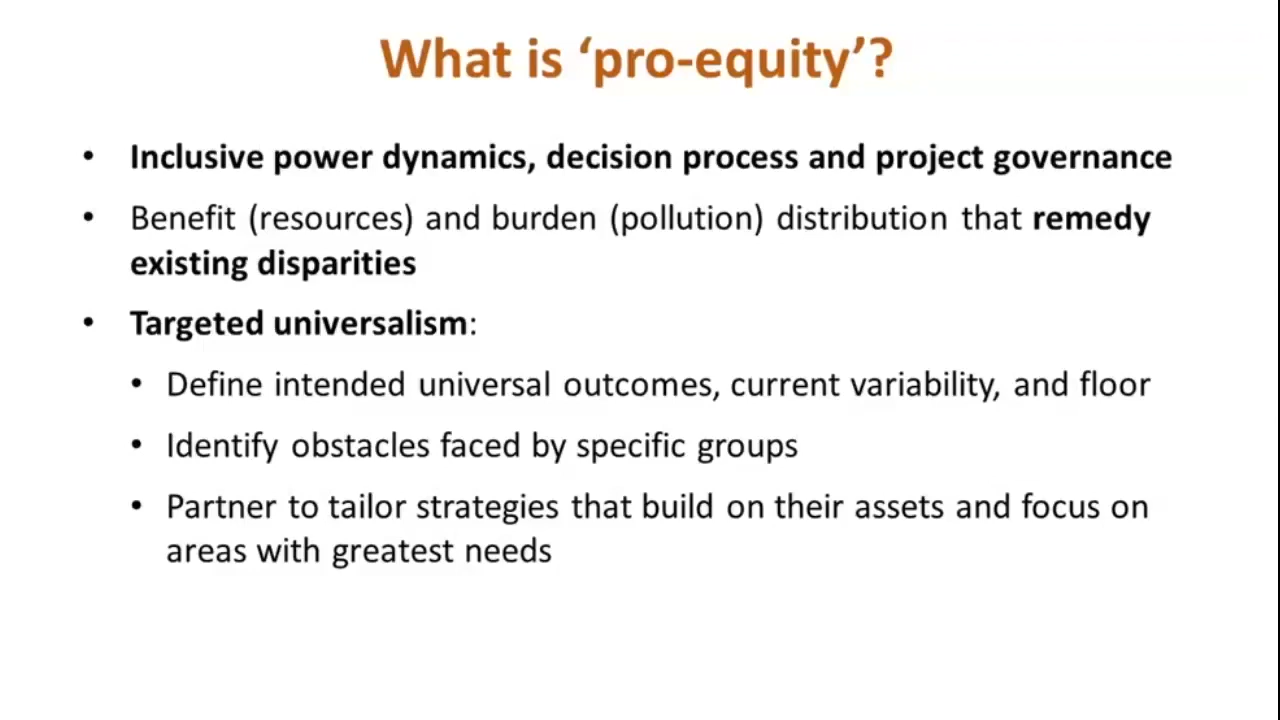 What is ‘pro-equity’?
• Inclusive power dynamics, decision process and project governance
• Benefit (resources) and burden (pollution) distribution that remedy
existing disparities
• Targeted universalism:
• Define intended universal outcomes, current variability, and floor
• Identify obstacles faced by specific groups
• Partner to tailor strategies that build on their assets and focus on
areas with greatest needs